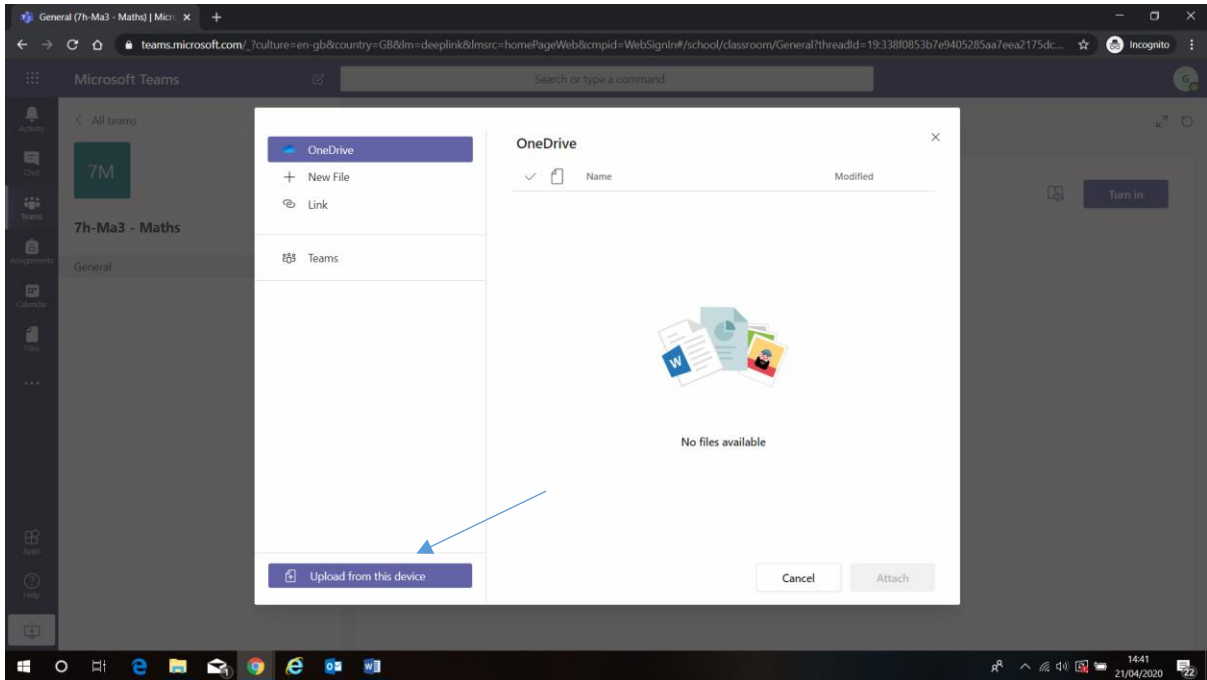 General (7h-Ma3 - Maths) | Micr
teams.microsoft.com/_?culture=en-gb&country=GB&lm=deeplink&lmsrc=homePageWeb&cmpid=WebSignIn#/school/classroom/General?threadId=19:338f0853b7e9405285aa7eea2175dc...
Incognito
Microsoft Teams
Search or type a command
G
Activity
Chat
Teams
Assignments
Calendar
Files
...
Apps
Help
< All teams
7M
7h-Ma3 - Maths
General
Turn in
OneDrive
+ New File
Link
Teams
Upload from this device
OneDrive
Name Modified
W
No files available
Cancel Attach
14:41
21/04/2020
22